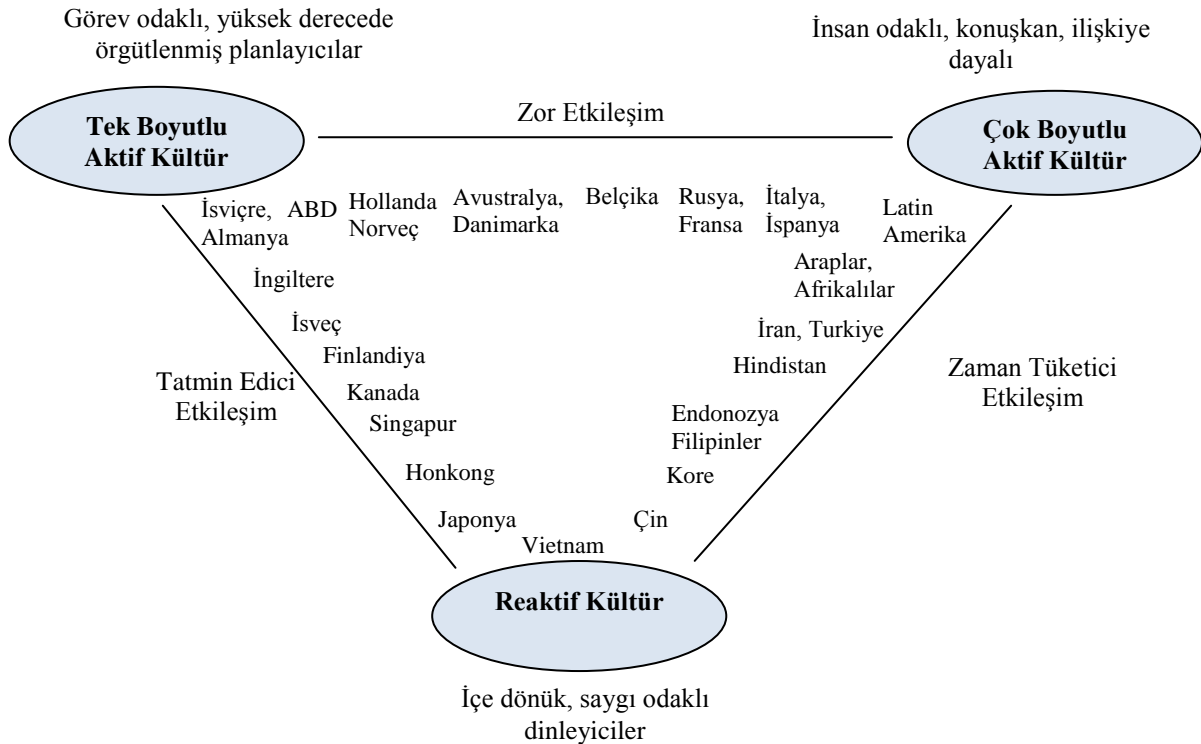 Görev odaklı, yüksek derecede
örgütlenmiş planlayıcılar
İnsan odaklı, konuşkan, ilişkiye
dayalı
Tek Boyutlu
Aktif Kültür
Zor Etkileşim
Çok Boyutlu
Aktif Kültür
İsviçre,
Almanya
ABD
Hollanda
Norveç
Avustralya,
Danimarka
Belçika
Rusya,
Fransa
İtalya,
İspanya
Latin
Amerika
Araplar,
Afrikalılar
İngiltere
İsveç
İran, Turkiye
Finlandiya
Hindistan
Tatmin Edici
Etkileşim
Zaman Tüketici
Etkileşim
Kanada
Singapur
Endonozya
Filipinler
Honkong
Kore
Japonya
Çin
Vietnam
Reaktif Kültür
İçe dönük, saygı odaklı
dinleyiciler